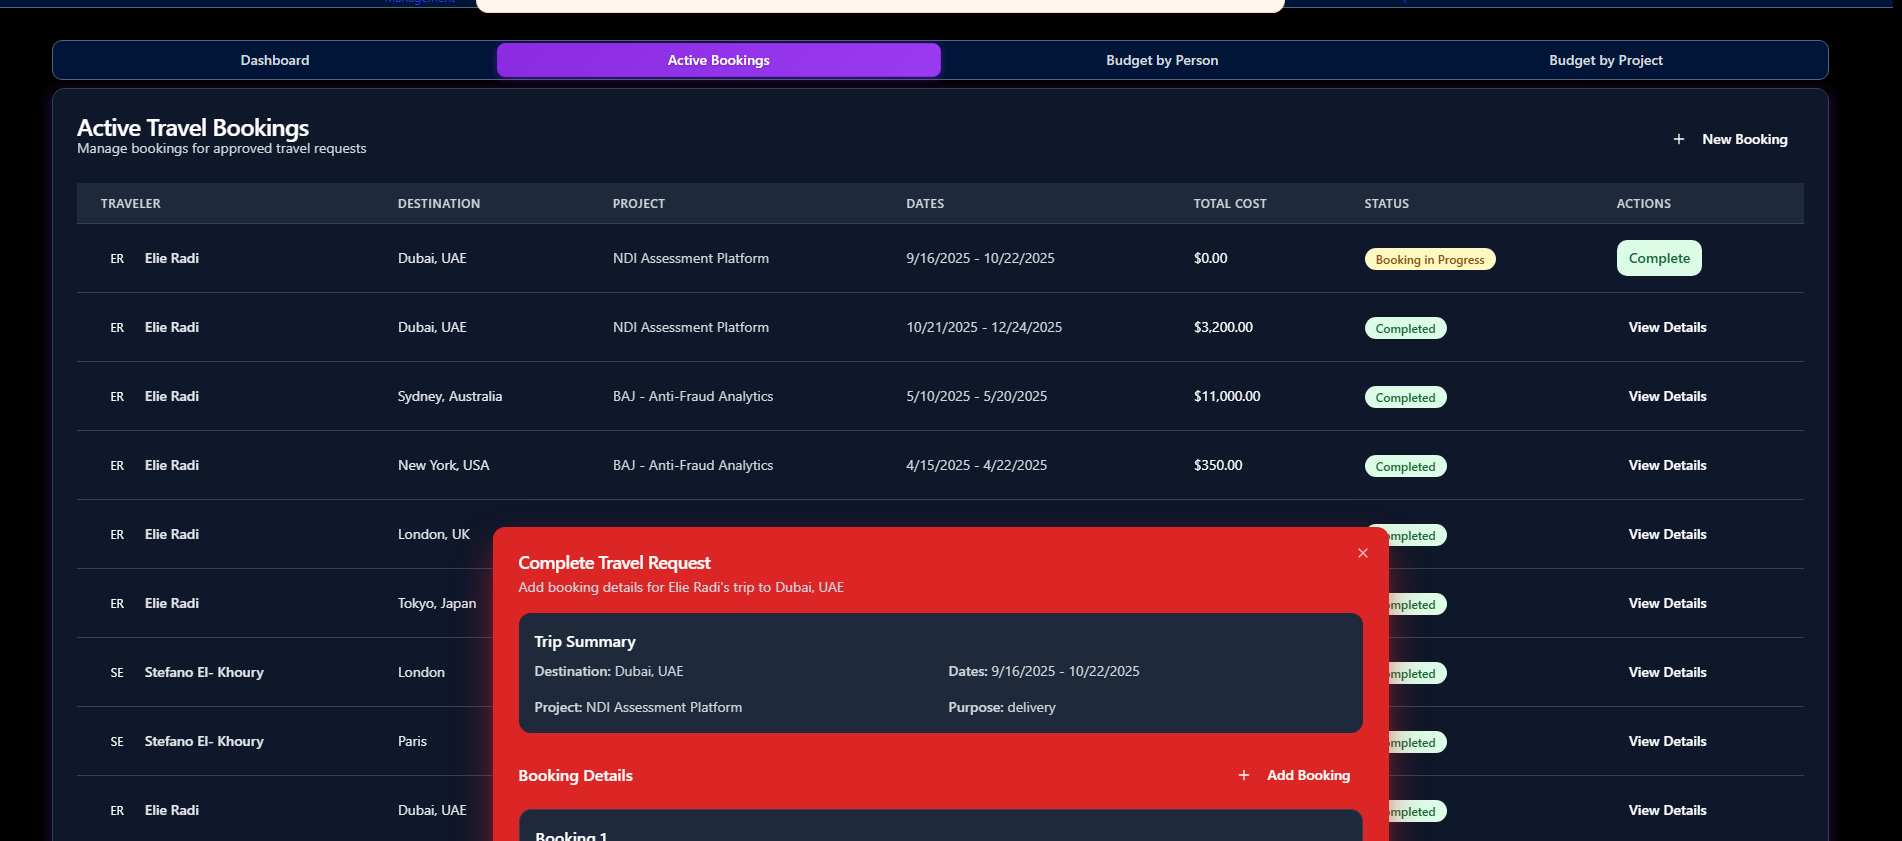 Management
Dashboard Active Bookings Budget by Person Budget by Project
Active Travel Bookings
Manage bookings for approved travel requests
+ New Booking
TRAVELER DESTINATION PROJECT DATES TOTAL COST STATUS ACTIONS
ER Elie Radi Dubai, UAE NDI Assessment Platform 9/16/2025 - 10/22/2025 $0.00 Booking in Progress Complete
ER Elie Radi Dubai, UAE NDI Assessment Platform 10/21/2025 - 12/24/2025 $3,200.00 Completed View Details
ER Elie Radi Sydney, Australia BAJ - Anti-Fraud Analytics 5/10/2025 - 5/20/2025 $11,000.00 Completed View Details
ER Elie Radi New York, USA BAJ - Anti-Fraud Analytics 4/15/2025 - 4/22/2025 $350.00 Completed View Details
ER Elie Radi London, UK mpleted View Details
ER Elie Radi Tokyo, Japan mpleted View Details
SE Stefano El- Khoury London mpleted View Details
SE Stefano El- Khoury Paris mpleted View Details
ER Elie Radi Dubai, UAE mpleted View Details
Complete Travel Request
Add booking details for Elie Radi's trip to Dubai, UAE
Trip Summary
Destination: Dubai, UAE Dates: 9/16/2025 - 10/22/2025
Project: NDI Assessment Platform Purpose: delivery
Booking Details + Add Booking
Booking 1